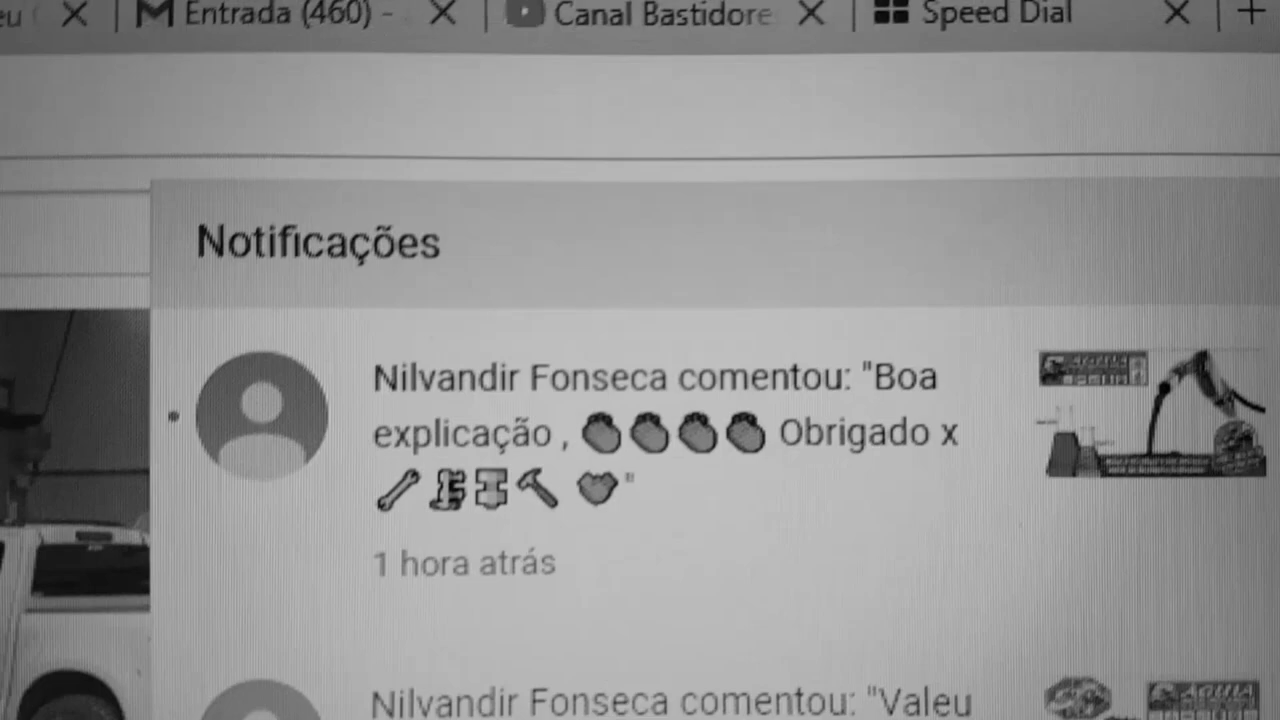 eu
Entrada (460) -
Canal Bastidore
Speed Dial
Notificações
Nilvandir Fonseca comentou: "Boa
explicação , 👏👏👏👏 Obrigado x
"
1 hora atrás
Nilvandir Fonseca comentou: "Valeu
AGUIA